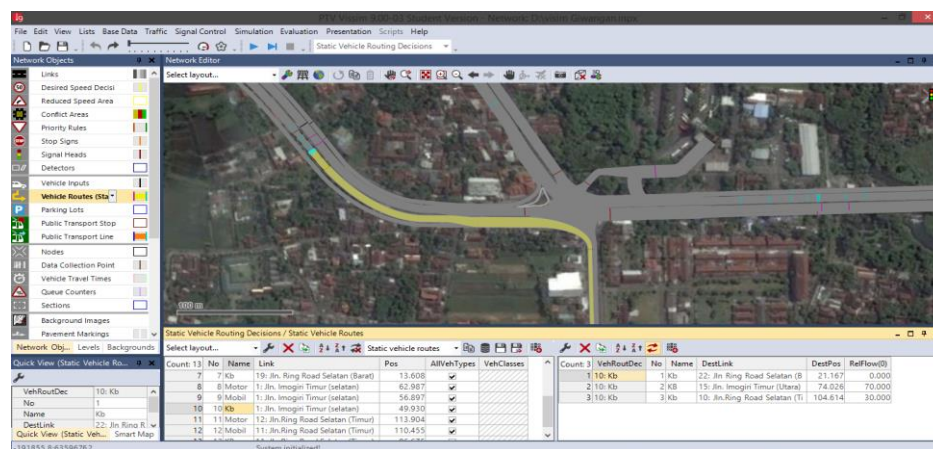 PTV Vissim 9.00-03 Student Version - Network: D:\visim Giwangan.inpx
File Edit View Lists Base Data Traffic Signal Control Simulation Evaluation Presentation Scripts Help
Static Vehicle Routing Decisions
Network Objects
Network Editor
Select layout...
Links
Desired Speed Decisi
Reduced Speed Area
Conflict Areas
Priority Rules
Stop Signs
Signal Heads
Detectors
Vehicle Inputs
Vehicle Routes (Sta
Parking Lots
Public Transport Stop
Public Transport Line
Nodes
Data Collection Point
Vehicle Travel Times
Queue Counters
Sections
Background Images
Pavement Markings
100 m
Network Obj... Levels Backgrounds
Static Vehicle Routing Decisions / Static Vehicle Routes
Select layout... Static vehicle routes
Quick View (Static Vehicle Ro...
VehRoutDec 10: Kb
No 1
Name Kb
DestLink 22: Jln Ring R
Quick View (Static Veh... Smart Map
Count: 13 No Name Link Pos AllVehTypes VehClasses
7 7 Kb 19: Jln. Ring Road Selatan (Barat) 13.608
8 8 Motor 1: Jln. Imogiri Timur (selatan) 62.987
9 9 Mobil 1: Jln. Imogiri Timur (selatan) 56.897
10 10 Kb 1: Jln. Imogiri Timur (selatan) 49.930
11 11 Motor 12: Jln.Ring Road Selatan (Timur) 113.904
12 12 Mobil 11: Jln.Ring Road Selatan (Timur) 110.455
Count: 3 VehRoutDec No Name DestLink DestPos RelFlow(0)
1 10: Kb 1 Kb 22: Jln Ring Road Selatan (B 21.167 0.000
2 10: Kb 2 KB 15: Jln. Imogiri Timur (Utara) 74.026 70.000
3 10: Kb 3 Kb 10: Jln.Ring Road Selatan (Ti 104.614 30.000
System initialized!